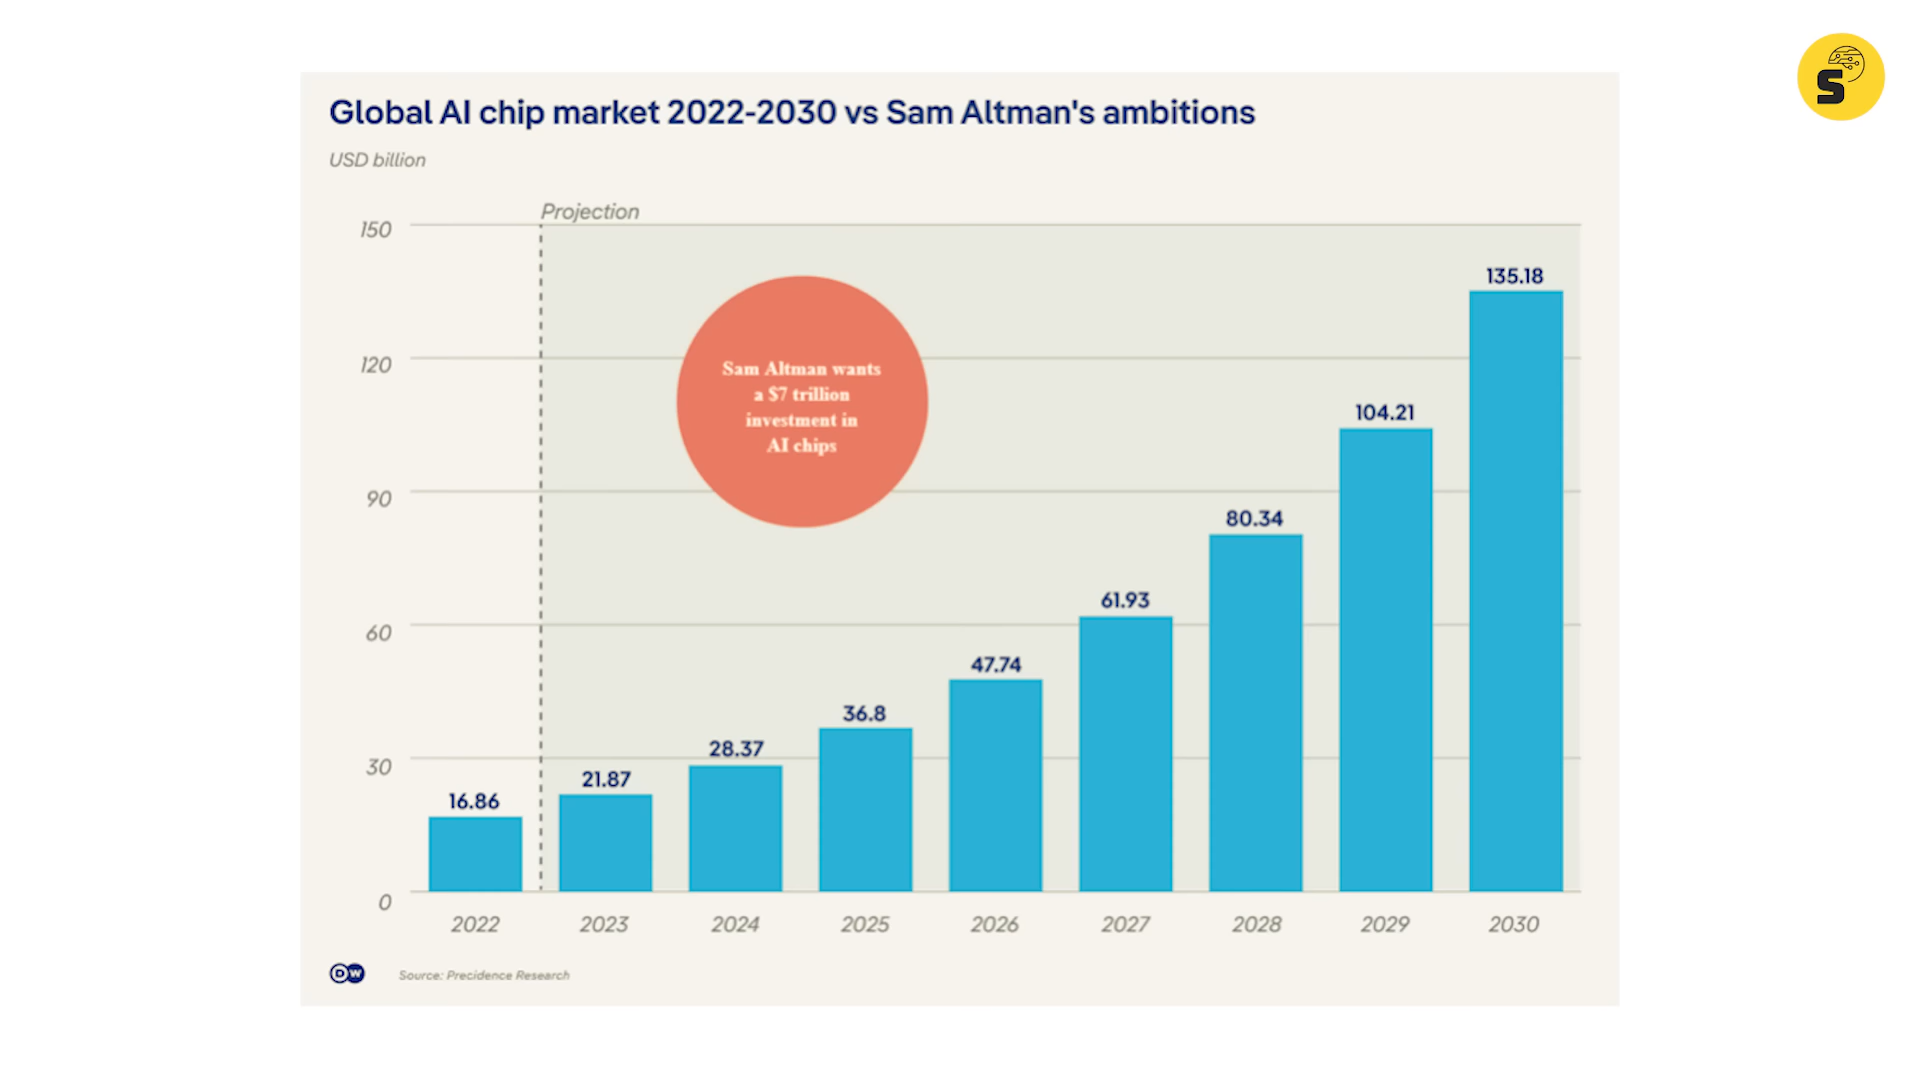 S
Global AI chip market 2022-2030 vs Sam Altman's ambitions
USD billion
Projection
150
120
90
60
30
0
Sam Altman wants
a $7 trillion
investment in
AI chips
16.86
21.87
28.37
36.8
47.74
61.93
80.34
104.21
135.18
2022
2023
2024
2025
2026
2027
2028
2029
2030
DW
Source: Precidence Research